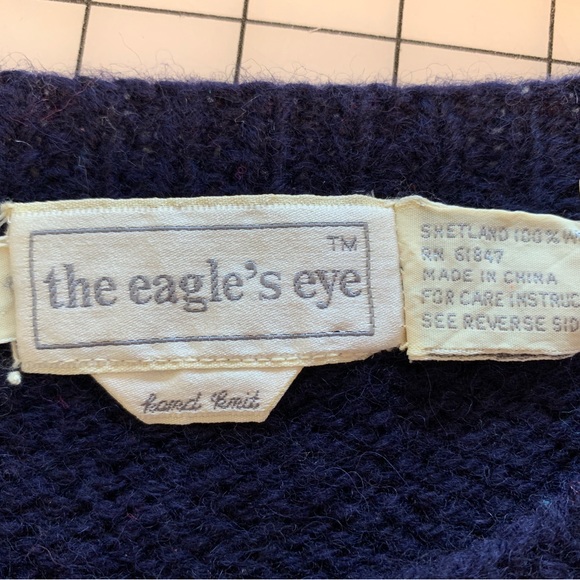 TM
the eagle's eye
hand knit
SHETLAND 100%
RN 61847
MADE IN CHINA
FOR CARE INSTRUC
SEE REVERSE SID